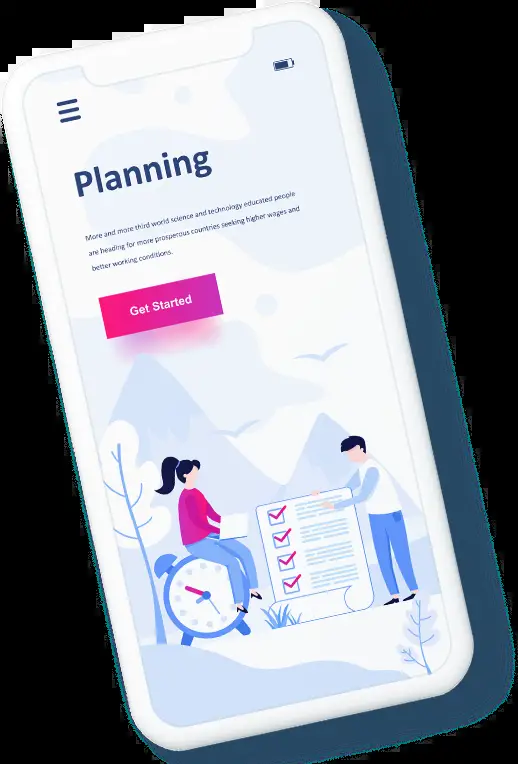 Planning
More and more third world science and technology educated people
are heading for more prosperous countries seeking higher wages and
better working conditions.
Get Started